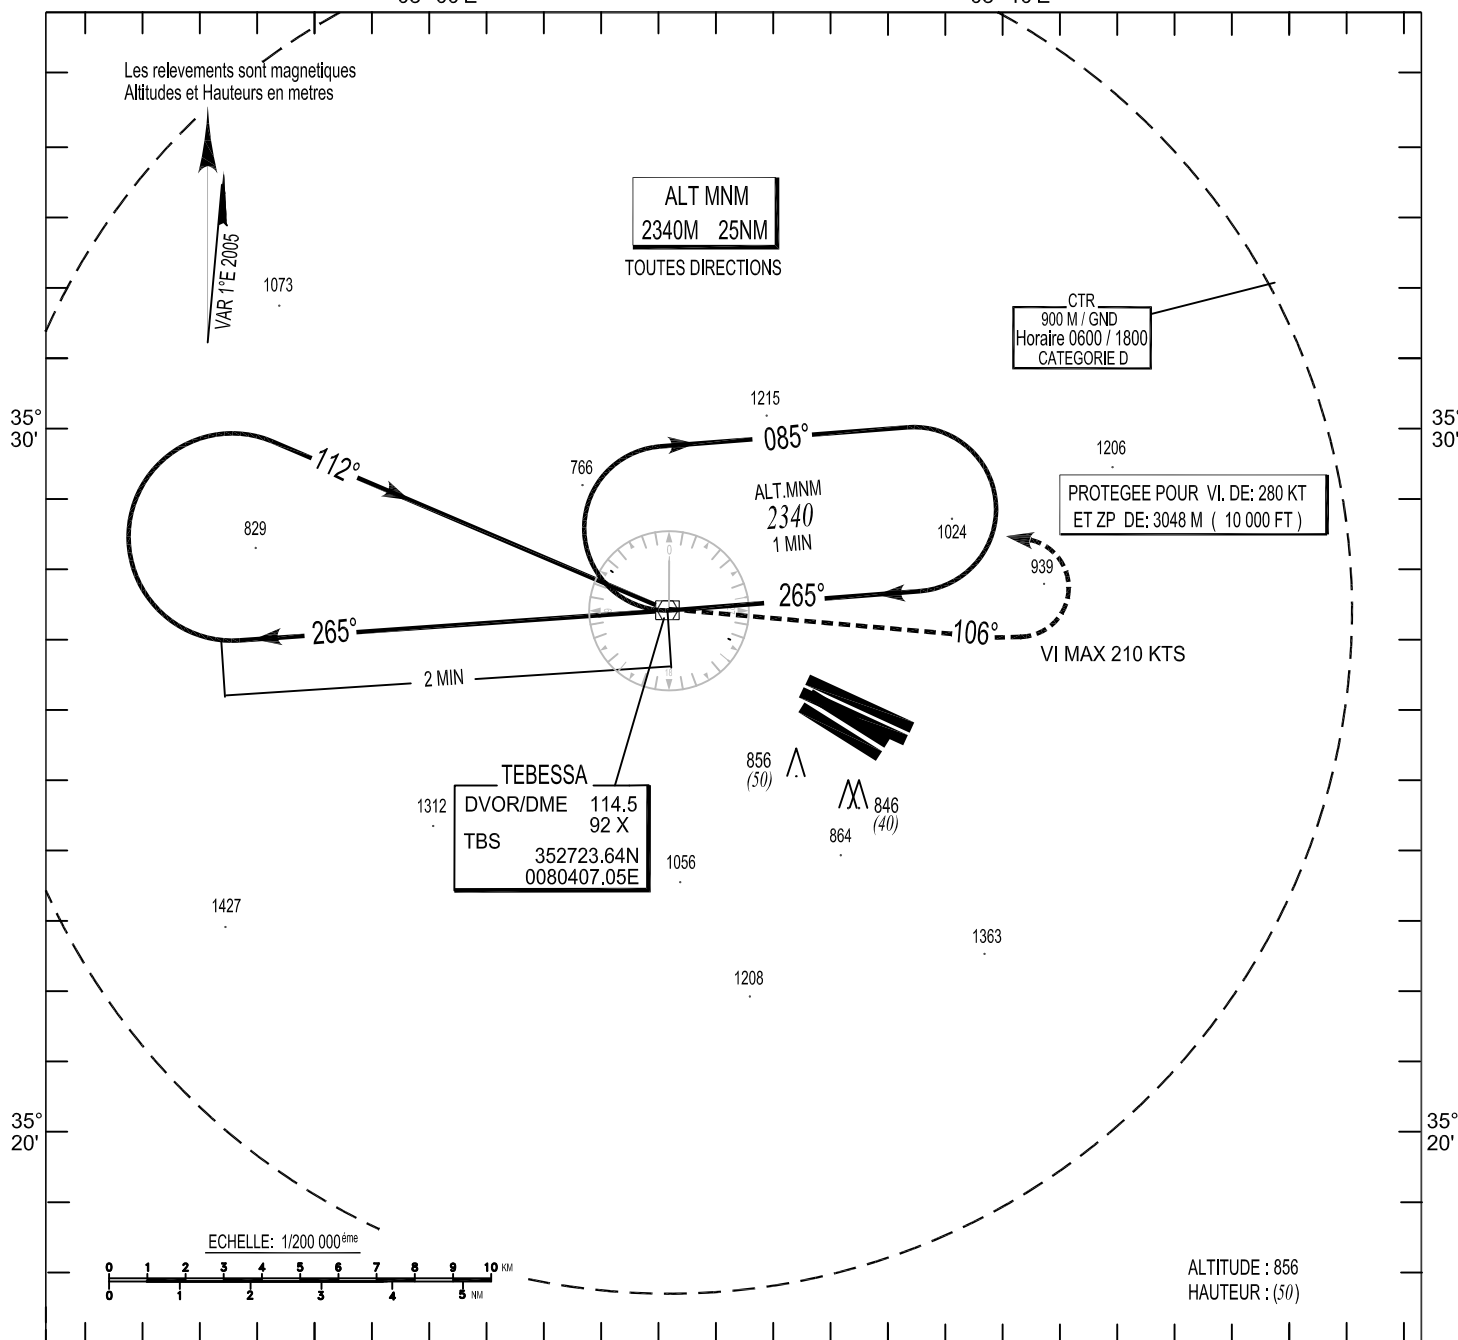 Les relevements sont magnetiques
Altitudes et Hauteurs en metres
VAR 1°E 2005
ALT MNM
2340M 25NM
TOUTES DIRECTIONS
1073
CTR
900 M / GND
Horaire 0600 / 1800
CATEGORIE D
35°
30'
1215
35°
30'
085°
112°
766
1206
ALT.MNM
2340
1 MIN
PROTEGEE POUR VI. DE: 280 KT
ET ZP DE: 3048 M ( 10 000 FT )
829
1024
0
939
265°
265°
106°
VI MAX 210 KTS
18
2 MIN
856
(50)
TEBESSA
DVOR/DME 114.5
92 X
TBS
352723.64N
0080407.05E
1312
846
(40)
864
1056
1427
1363
1208
35°
20'
35°
20'
ECHELLE: 1/200 000 éme
0 1 2 3 4 5 6 7 8 9 10 KM
0 1 2 3 4 5 NM
ALTITUDE : 856
HAUTEUR : (50)